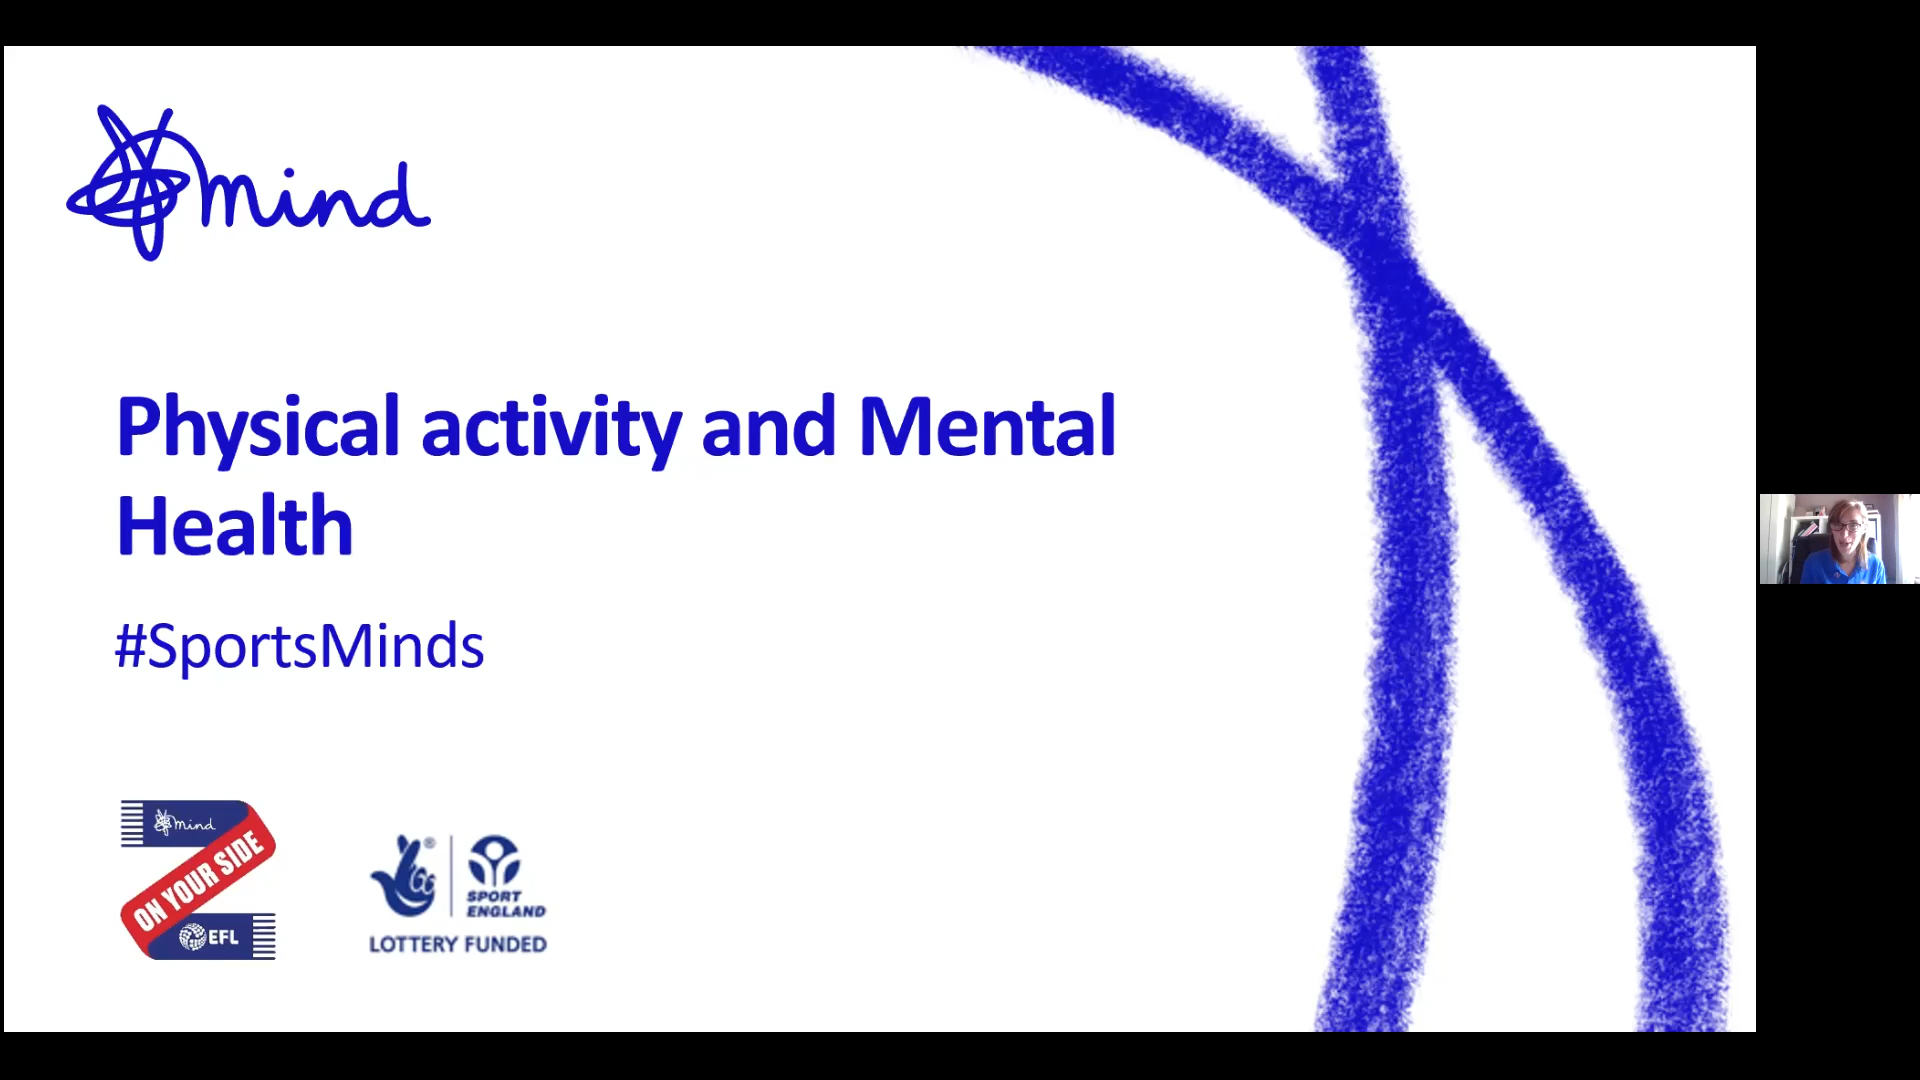 mind
Physical activity and Mental
Health
#SportsMinds
mind
ON YOUR SIDE
EFL
®
SPORT
ENGLAND
LOTTERY FUNDED